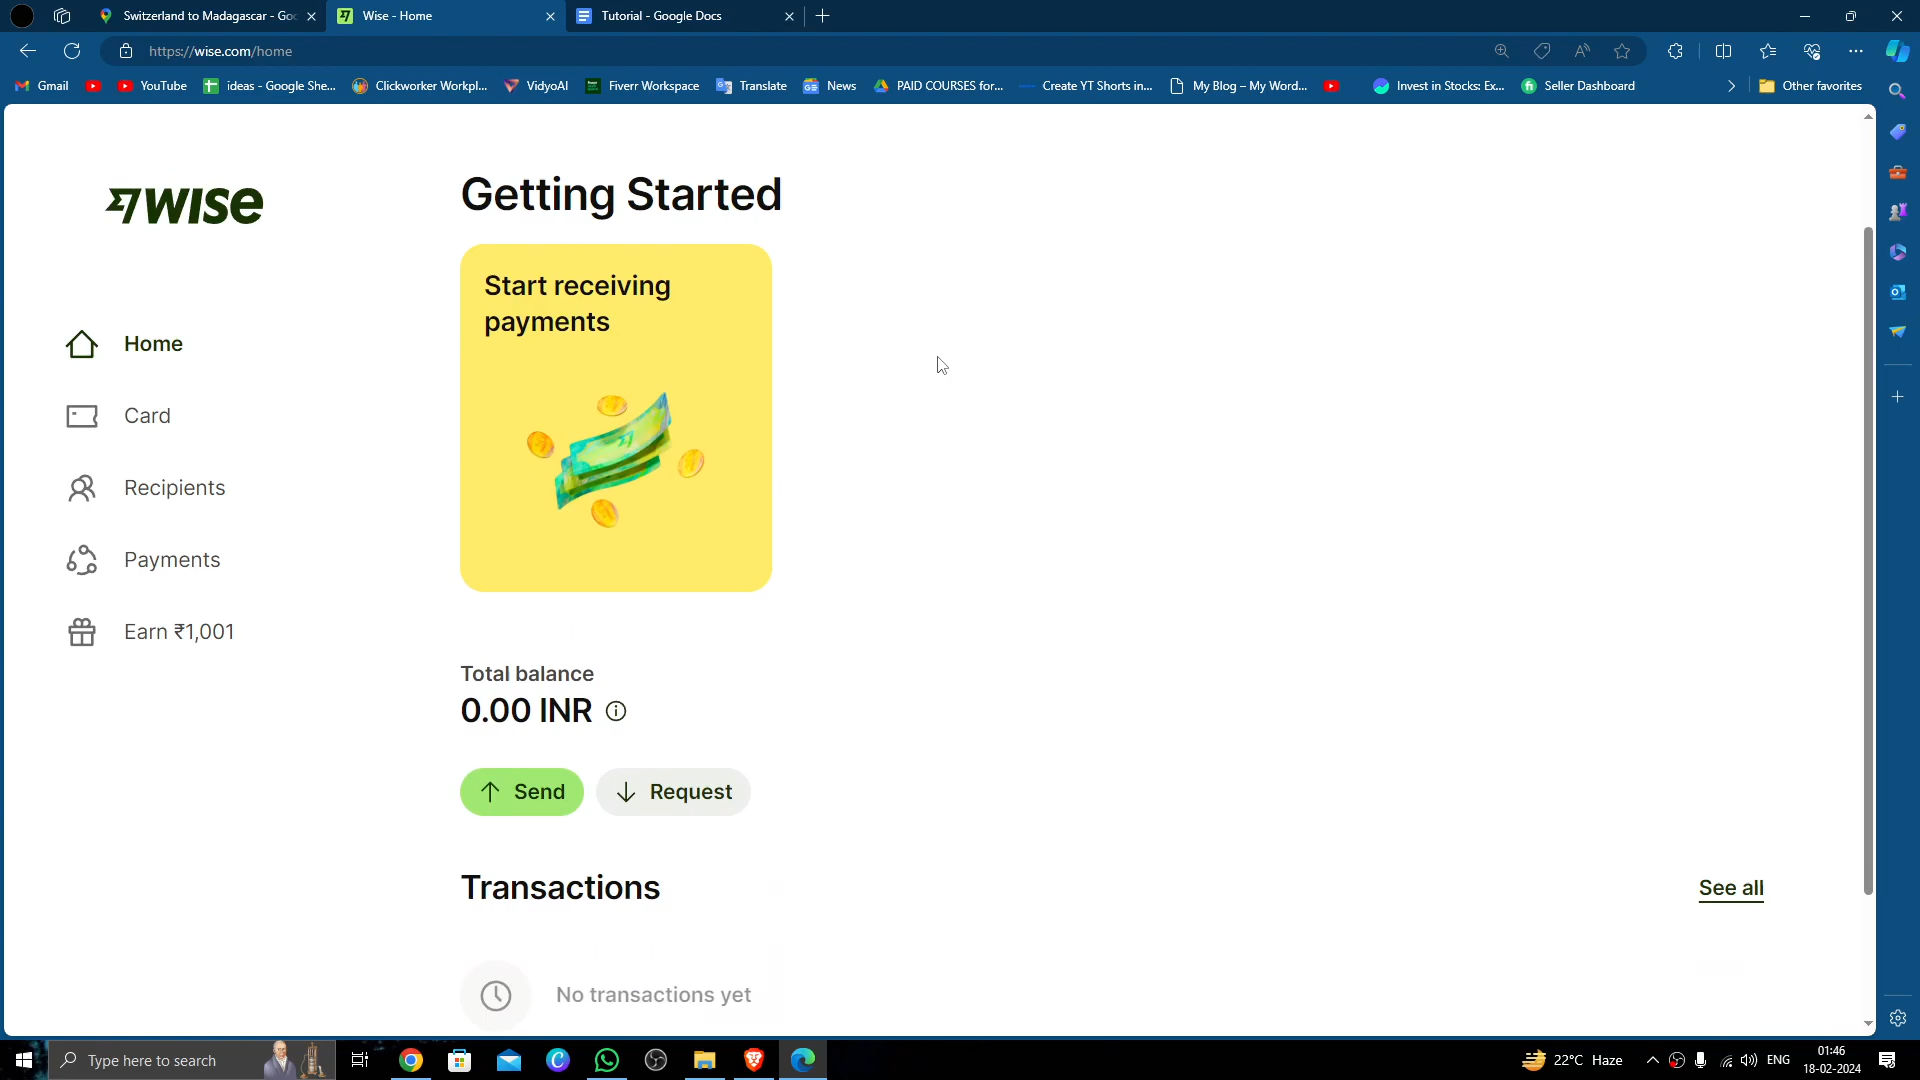 Switzerland to Madagascar - Goo
Wise - Home
Tutorial - Google Docs
https://wise.com/home
Gmail
YouTube
ideas - Google She...
Clickworker Workpl...
VidyoAI
Fiverr Workspace
Translate
News
PAID COURSES for...
Create YT Shorts in...
My Blog – My Word...
Invest in Stocks: Ex...
Seller Dashboard
Other favorites
WISE
Home
Card
Recipients
Payments
Earn ₹1,001
Getting Started
Start receiving
payments
Total balance
0.00 INR
Send
Request
Transactions
See all
No transactions yet
Type here to search
22°C Haze
ENG
01:46
18-02-2024